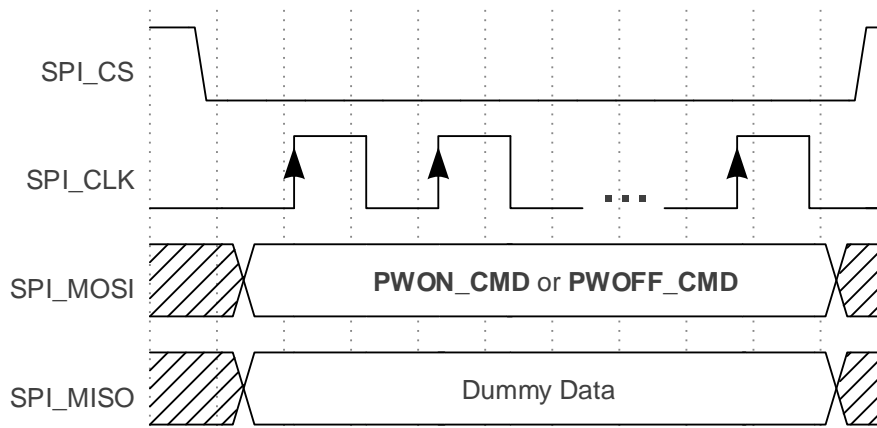 SPI_CS
SPI_CLK
...
SPI_MOSI
PWON_CMD or PWOFF_CMD
SPI_MISO
Dummy Data